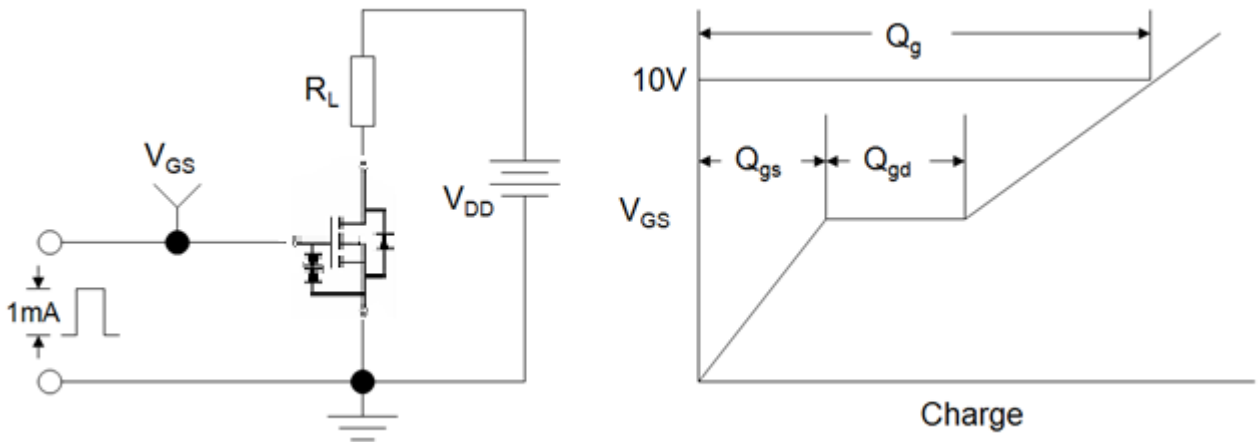 R_L
V_GS
V_DD
1mA
Q_g
10V
Q_gs
Q_gd
V_GS
Charge